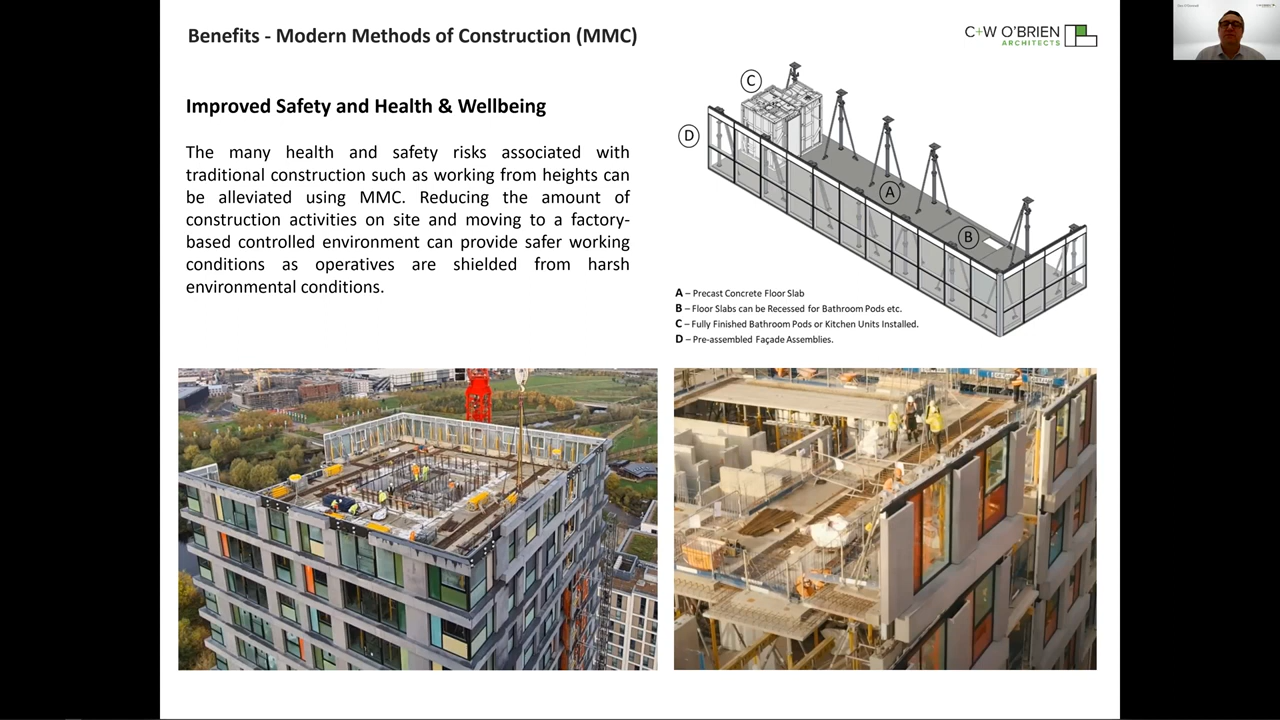 Benefits - Modern Methods of Construction (MMC)
C+W O'BRIEN
ARCHITECTS
Improved Safety and Health & Wellbeing
The many health and safety risks associated with
traditional construction such as working from heights can
be alleviated using MMC. Reducing the amount of
construction activities on site and moving to a factory-
based controlled environment can provide safer working
conditions as operatives are shielded from harsh
environmental conditions.
C
D
A
B
A – Precast Concrete Floor Slab
B – Floor Slabs can be Recessed for Bathroom Pods etc.
C – Fully Finished Bathroom Pods or Kitchen Units Installed.
D – Pre-assembled Façade Assemblies.